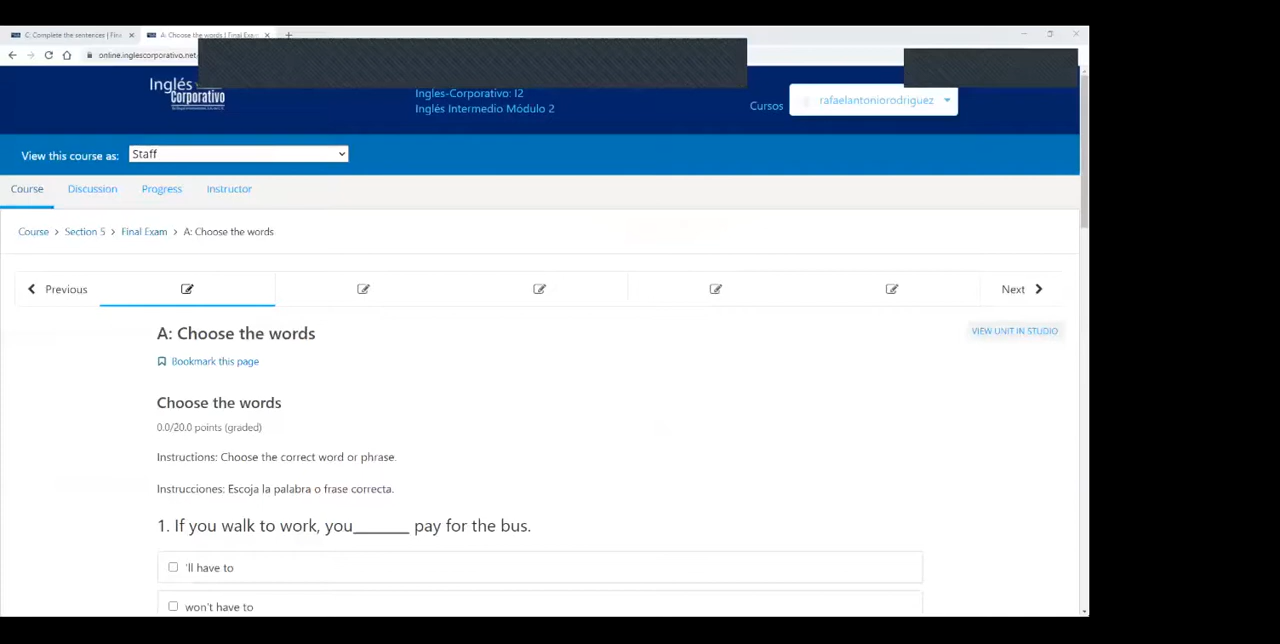 C: Complete the sentences | Fina
A: Choose the words | Final Exa
online.inglescorporativo.net
Inglés
Corporativo
Ingles-Corporativo: I2
Inglés Intermedio Módulo 2
Cursos
rafaelantoniorodriguez
View this course as:
Staff
Course
Discussion
Progress
Instructor
Course > Section 5 > Final Exam > A: Choose the words
Previous
Next
A: Choose the words
VIEW UNIT IN STUDIO
Bookmark this page
Choose the words
0.0/20.0 points (graded)
Instructions: Choose the correct word or phrase.
Instrucciones: Escoja la palabra o frase correcta.
1. If you walk to work, you_______ pay for the bus.
'll have to
won't have to